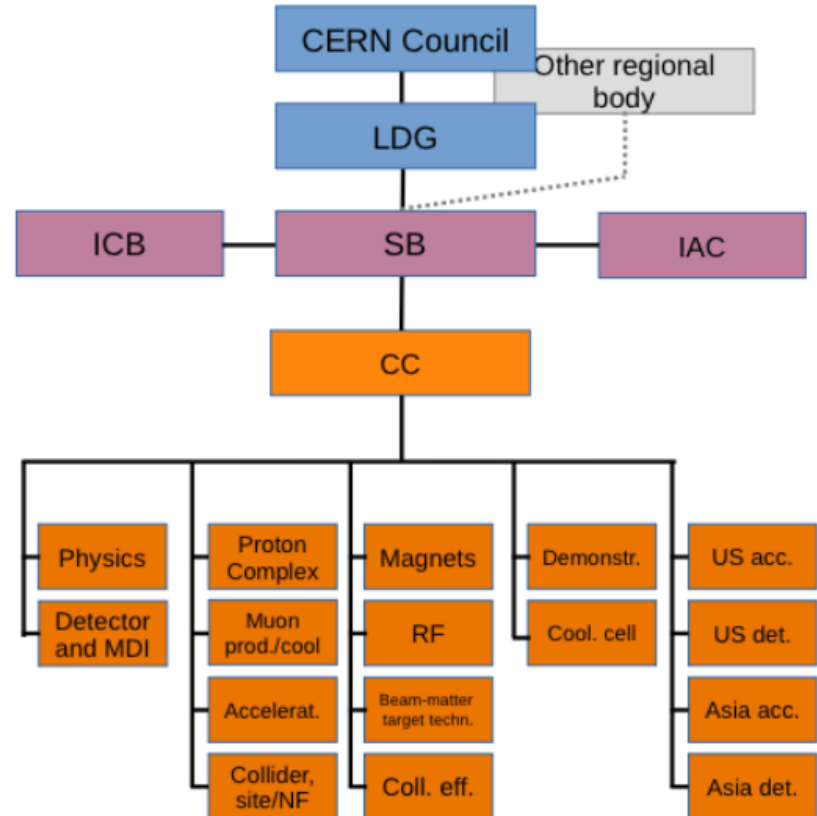 CERN Council
Other regional
body
LDG
ICB
SB
IAC
CC
Physics
Detector
and MDI
Proton
Complex
Muon
prod./cool
Accelerat.
Collider,
site/NF
Magnets
RF
Beam-matter
target techn.
Coll. eff.
Demonstr.
Cool. cell
US acc.
US det.
Asia acc.
Asia det.